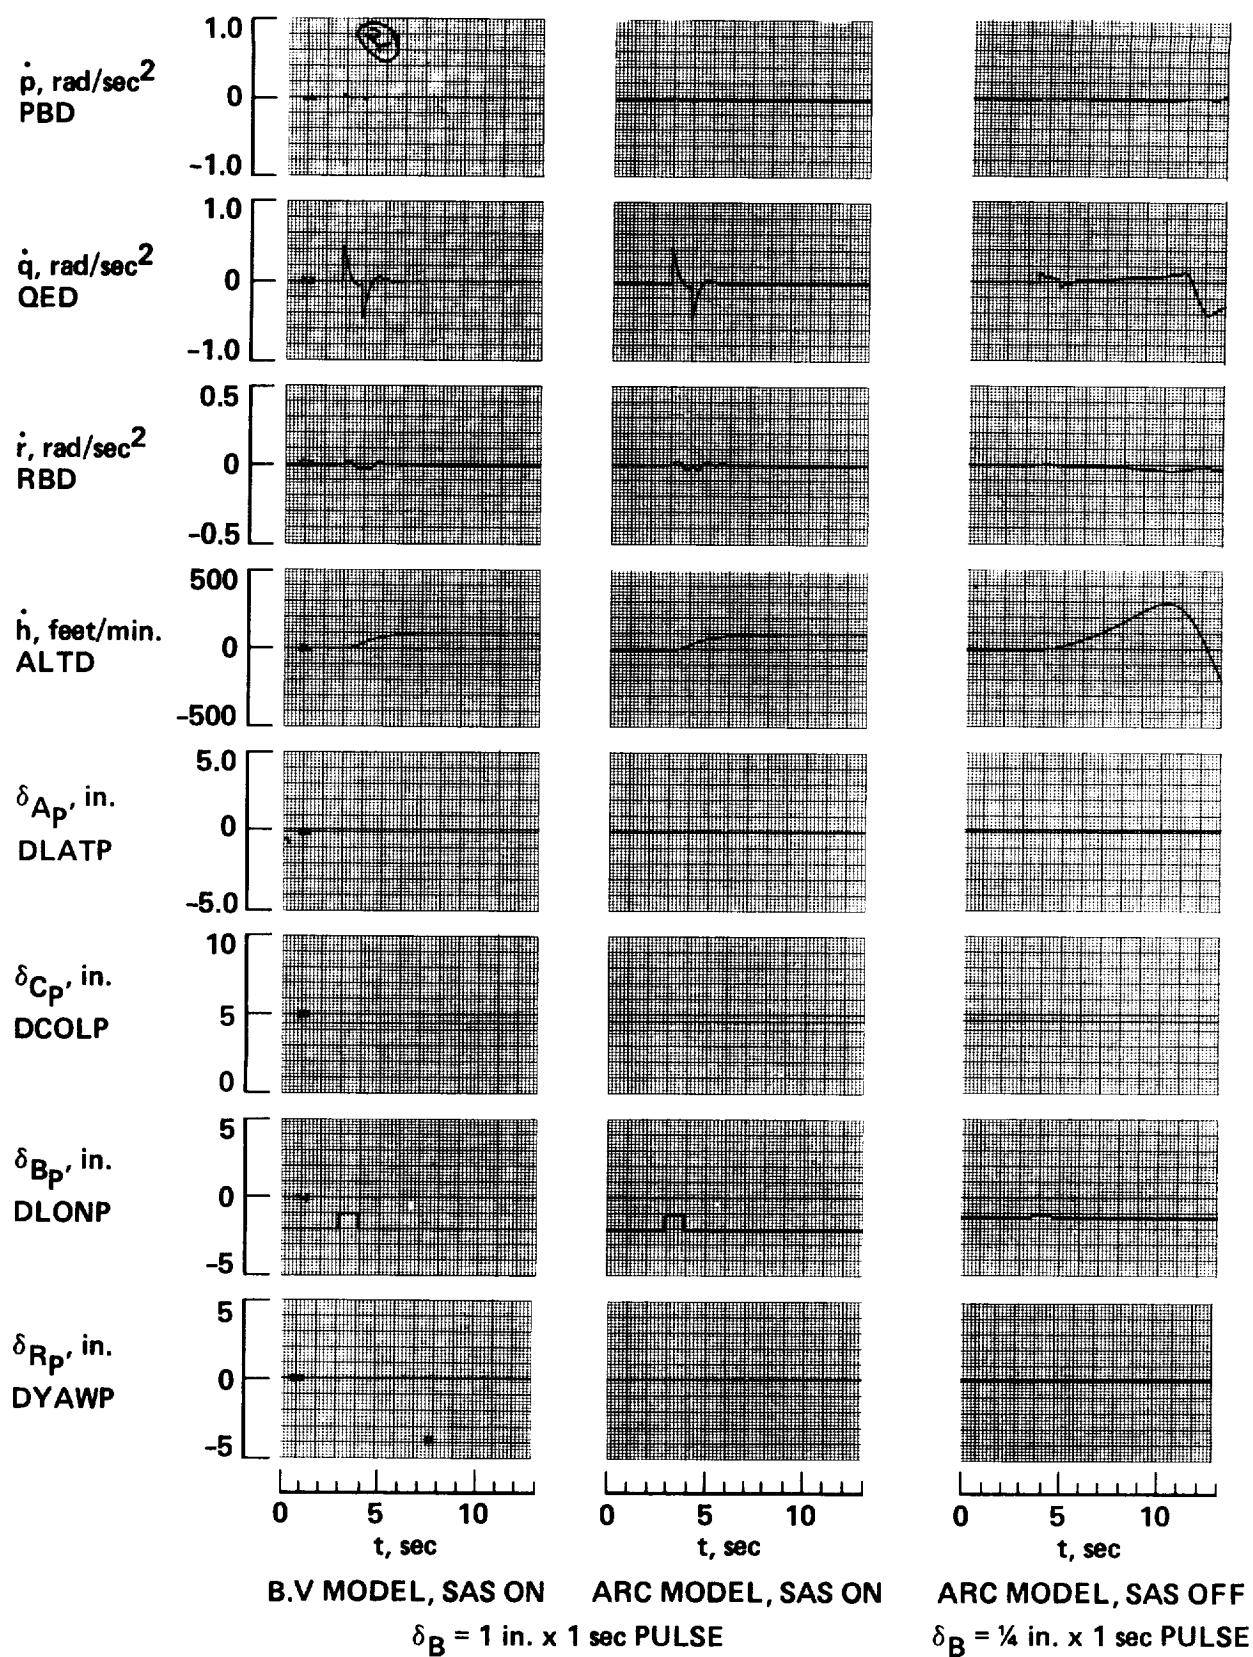 1.0
ṗ, rad/sec²
PBD
0
-1.0
1.0
q̇, rad/sec²
QED
0
-1.0
0.5
ṙ, rad/sec²
RBD
0
-0.5
500
ḣ, feet/min.
ALTD
0
-500
5.0
δAP, in.
DLATP
0
-5.0
10
δCP, in.
DCOLP
5
0
5
δBP, in.
DLONP
0
-5
5
δRP, in.
DYAWP
0
-5
0 5 10 0 5 10 0 5 10
t, sec t, sec t, sec
B.V MODEL, SAS ON ARC MODEL, SAS ON ARC MODEL, SAS OFF
δB = 1 in. x 1 sec PULSE δB = ¼ in. x 1 sec PULSE